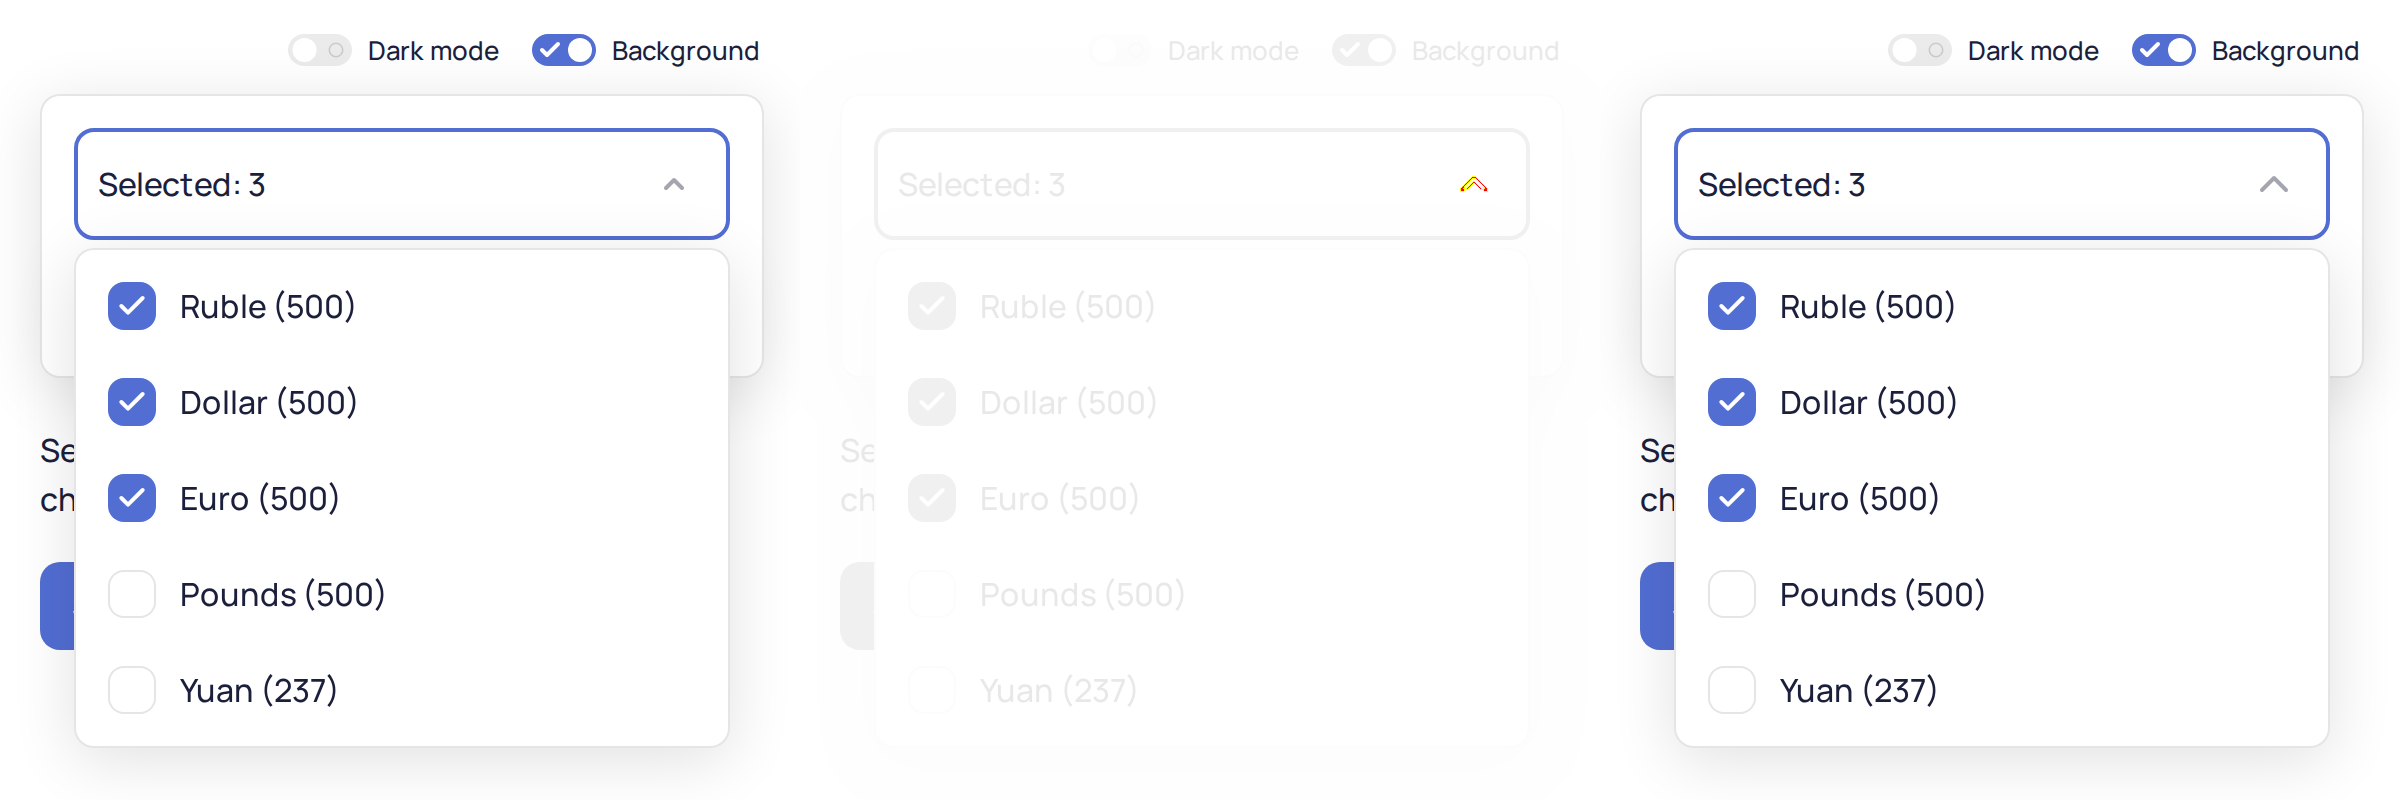 Dark mode Background
Selected: 3
Ruble (500)
Dollar (500)
Se
Euro (500)
ch
Pounds (500)
Yuan (237)
Dark mode Background
Selected: 3
Ruble (500)
Dollar (500)
Se
Euro (500)
ch
Pounds (500)
Yuan (237)
Dark mode Background
Selected: 3
Ruble (500)
Dollar (500)
Se
Euro (500)
ch
Pounds (500)
Yuan (237)